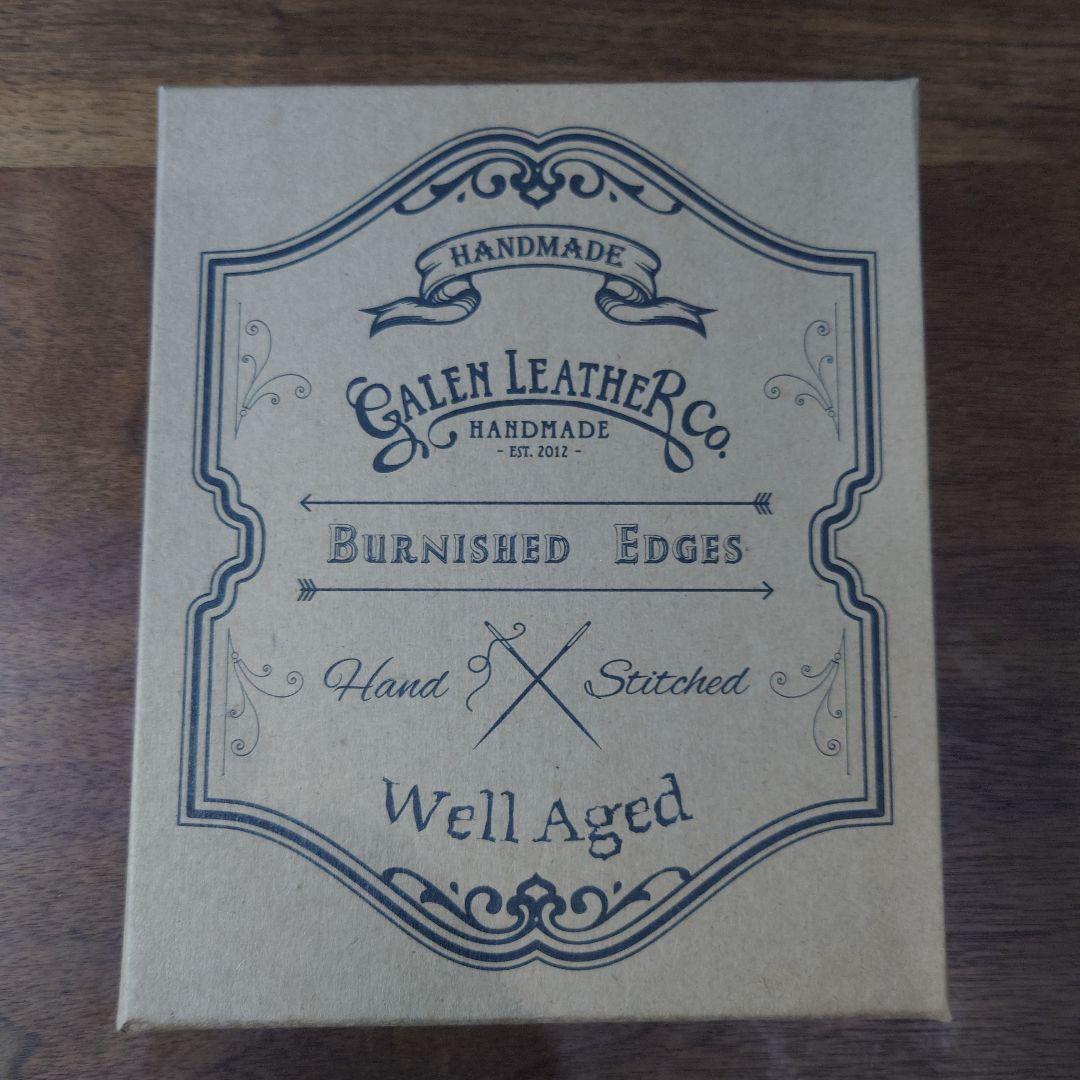 HANDMADE
GALEN LEATHER CO.
HANDMADE
- EST. 2012 -
BURNISHED EDGES
Hand Stitched
Well Aged